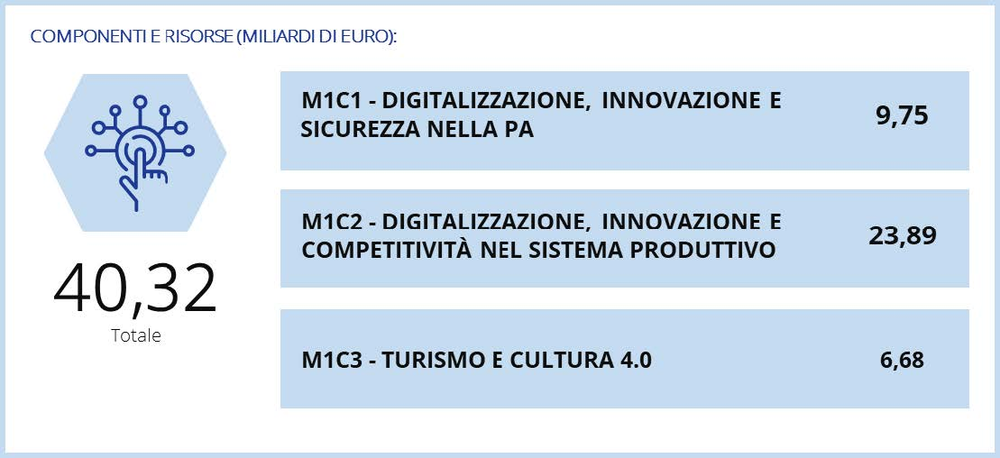 COMPONENTI E RISORSE (MILIARDI DI EURO):
M1C1 - DIGITALIZZAZIONE, INNOVAZIONE E
SICUREZZA NELLA PA
9,75
M1C2 - DIGITALIZZAZIONE, INNOVAZIONE E
COMPETITIVITÀ NEL SISTEMA PRODUTTIVO
23,89
40,32
Totale
M1C3 - TURISMO E CULTURA 4.0
6,68